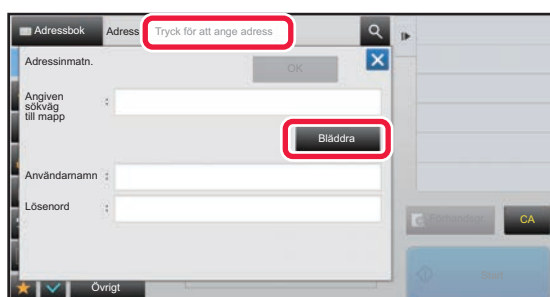 Adressbok Adress Tryck för att ange adress
Adressinmatn. OK
Angiven
sökväg
till mapp :
Bläddra
Användarnamn :
Lösenord :
Förhandsgr. CA
Start
Övrigt